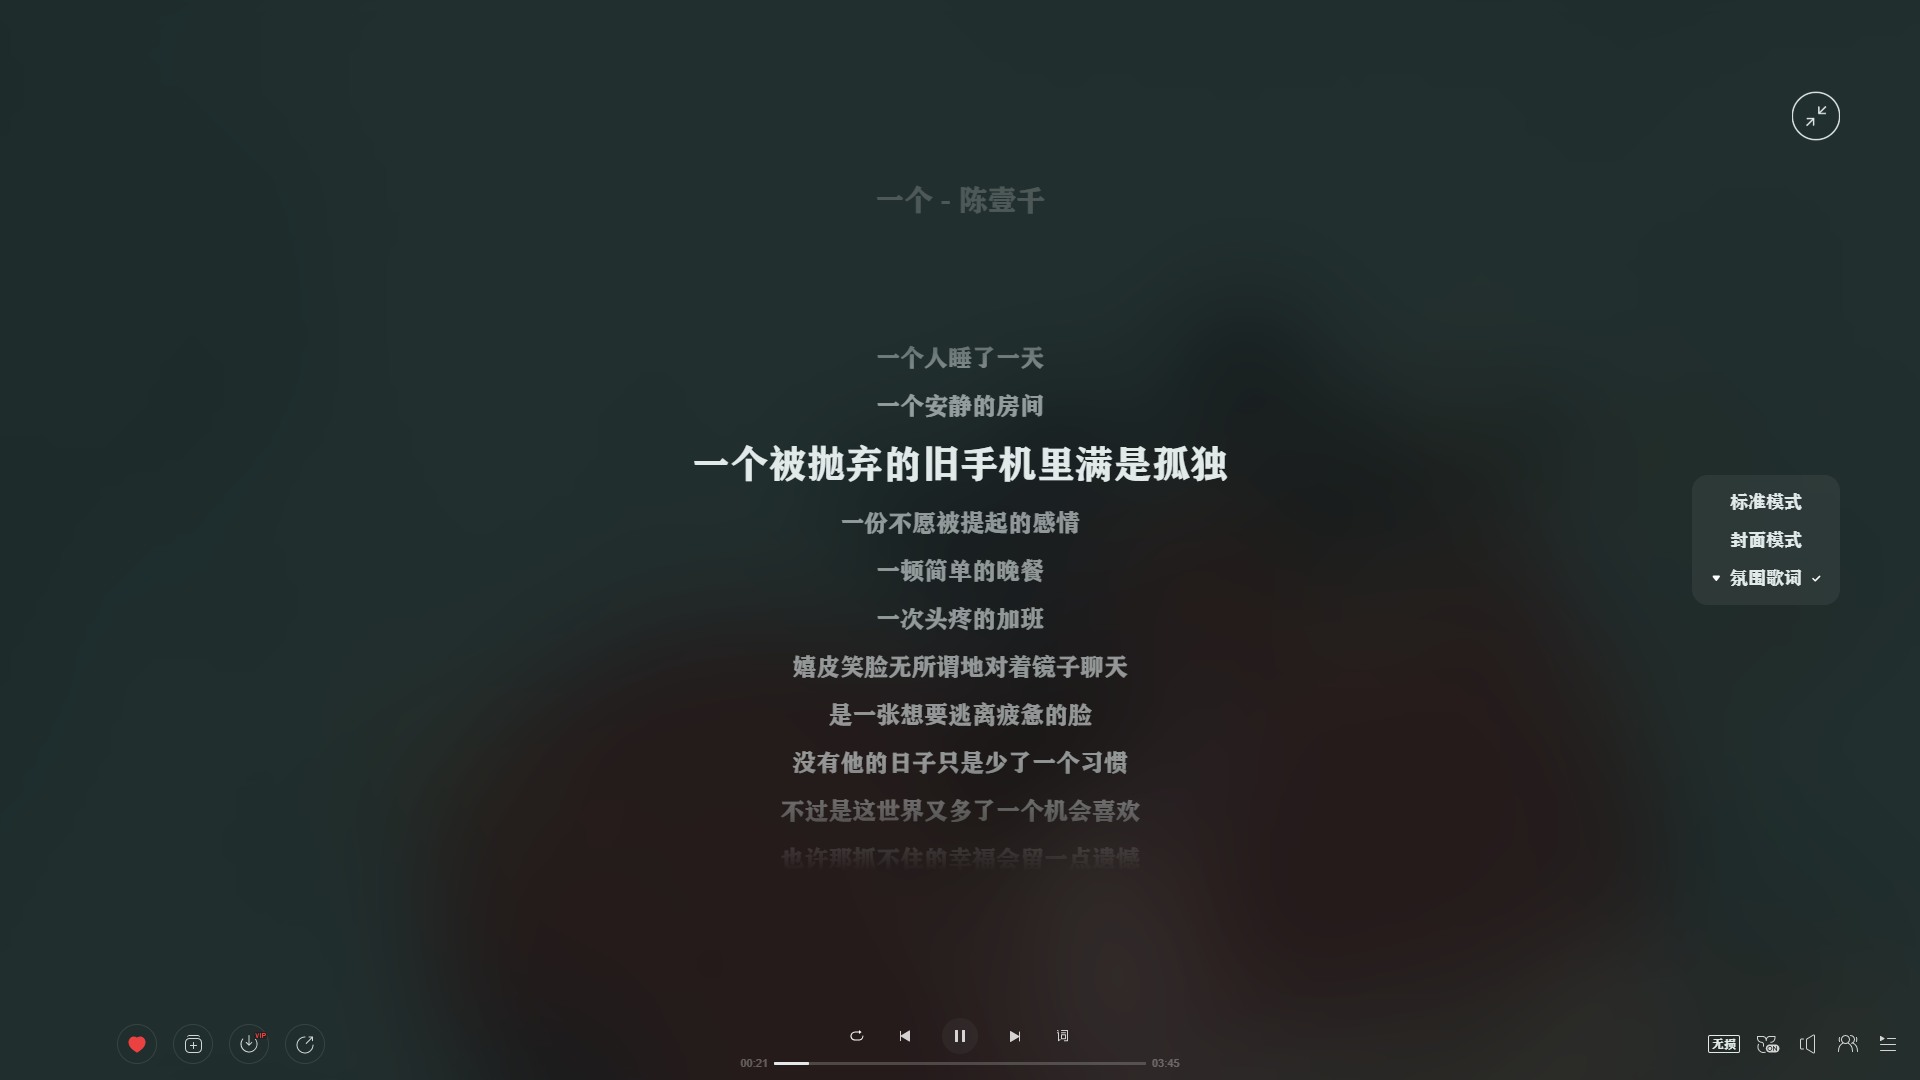 一个 - 陈壹千
一个人睡了一天
一个安静的房间
一个被抛弃的旧手机里满是孤独
一份不愿被提起的感情
一顿简单的晚餐
一次头疼的加班
嬉皮笑脸无所谓地对着镜子聊天
是一张想要逃离疲惫的脸
没有他的日子只是少了一个习惯
不过是这世界又多了一个机会喜欢
也许那抓不住的幸福会留一点遗憾
标准模式
封面模式
氛围歌词
VIP
词
00:21
03:45
无损
ON